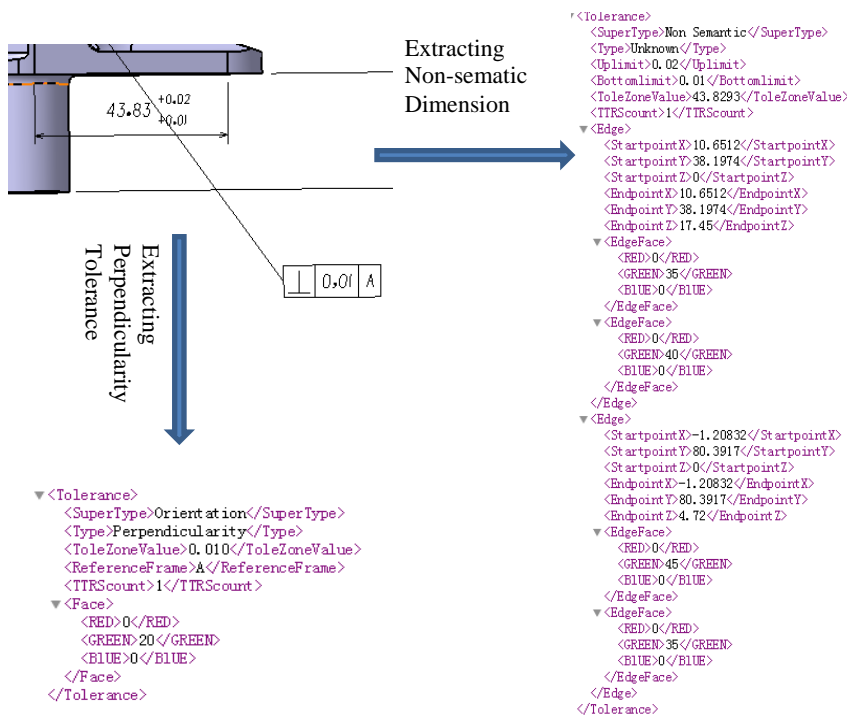 Extracting
Non-sematic
Dimension
43.83 +0.02
+0.01
⊥ 0,01 A
Extracting
Perpendicularity
Tolerance
▼<Tolerance>
<SuperType>Orientation</SuperType>
<Type>Perpendicularity</Type>
<ToleZoneValue>0.010</ToleZoneValue>
<ReferenceFrame>A</ReferenceFrame>
<TTRScount>1</TTRScount>
▼<Face>
<RED>0</RED>
<GREEN>20</GREEN>
<BlUE>0</BlUE>
</Face>
</Tolerance>
▼<Tolerance>
<SuperType>Non Semantic</SuperType>
<Type>Unknown</Type>
<Uplimit>0.02</Uplimit>
<Bottomlimit>0.01</Bottomlimit>
<ToleZoneValue>43.8293</ToleZoneValue>
<TTRScount>1</TTRScount>
▼<Edge>
<StartpointX>10.6512</StartpointX>
<StartpointY>38.1974</StartpointY>
<StartpointZ>0</StartpointZ>
<EndpointX>10.6512</EndpointX>
<EndpointY>38.1974</EndpointY>
<EndpointZ>17.45</EndpointZ>
▼<EdgeFace>
<RED>0</RED>
<GREEN>35</GREEN>
<BlUE>0</BlUE>
</EdgeFace>
▼<EdgeFace>
<RED>0</RED>
<GREEN>40</GREEN>
<BlUE>0</BlUE>
</EdgeFace>
</Edge>
▼<Edge>
<StartpointX>-1.20832</StartpointX>
<StartpointY>80.3917</StartpointY>
<StartpointZ>0</StartpointZ>
<EndpointX>-1.20832</EndpointX>
<EndpointY>80.3917</EndpointY>
<EndpointZ>4.72</EndpointZ>
▼<EdgeFace>
<RED>0</RED>
<GREEN>45</GREEN>
<BlUE>0</BlUE>
</EdgeFace>
▼<EdgeFace>
<RED>0</RED>
<GREEN>35</GREEN>
<BlUE>0</BlUE>
</EdgeFace>
</Edge>
</Tolerance>